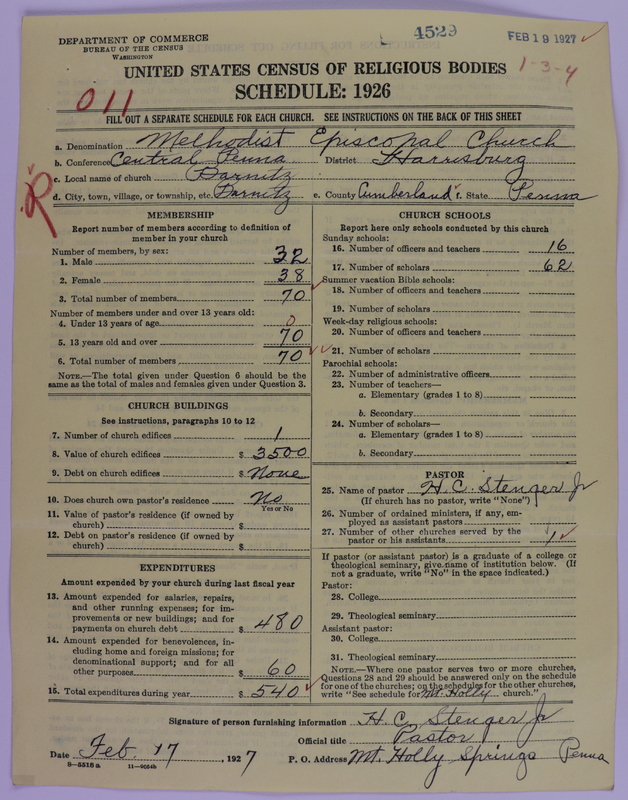 DEPARTMENT OF COMMERCE
BUREAU OF THE CENSUS
WASHINGTON
4529
FEB 19 1927
UNITED STATES CENSUS OF RELIGIOUS BODIES
1-3-4
SCHEDULE: 1926
011
FILL OUT A SEPARATE SCHEDULE FOR EACH CHURCH. SEE INSTRUCTIONS ON THE BACK OF THIS SHEET
a. Denomination Methodist Episcopal Church
b. Conference Central Penna District Harrisburg
c. Local name of church Barnitz
d. City, town, village, or township, etc. Barnitz e. County Cumberland f. State Penna
R
MEMBERSHIP
Report number of members according to definition of
member in your church
Number of members, by sex:
1. Male 32
2. Female 38
3. Total number of members 70
Number of members under and over 13 years old:
4. Under 13 years of age 0
5. 13 years old and over 70
6. Total number of members 70
NOTE.—The total given under Question 6 should be
same as the total of males and females given under Question 3.
CHURCH BUILDINGS
See instructions, paragraphs 10 to 12
7. Number of church edifices 1
8. Value of church edifices $ 3500
9. Debt on church edifices $ None
10. Does church own pastor's residence No
Yes or No
11. Value of pastor's residence (if owned by
church) $
12. Debt on pastor's residence (if owned by
church) $
EXPENDITURES
Amount expended by your church during last fiscal year
13. Amount expended for salaries, repairs,
and other running expenses; for im-
provements or new buildings; and for
payments on church debt $ 480
14. Amount expended for benevolences, in-
cluding home and foreign missions; for
denominational support; and for all
other purposes $ 60
15. Total expenditures during year $ 540
CHURCH SCHOOLS
Report here only schools conducted by this church
Sunday schools:
16. Number of officers and teachers 16
17. Number of scholars 62
Summer vacation Bible schools:
18. Number of officers and teachers
19. Number of scholars
Week-day religious schools:
20. Number of officers and teachers
21. Number of scholars
Parochial schools:
22. Number of administrative officers
23. Number of teachers—
a. Elementary (grades 1 to 8)
b. Secondary
24. Number of scholars—
a. Elementary (grades 1 to 8)
b. Secondary
PASTOR
25. Name of pastor H. C. Stenger Jr
(If church has no pastor, write "None")
26. Number of ordained ministers, if any, em-
ployed as assistant pastors
27. Number of other churches served by the
pastor or his assistants 1
If pastor (or assistant pastor) is a graduate of a college or
theological seminary, give name of institution below. (If
not a graduate, write "No" in the space indicated.)
Pastor:
28. College
29. Theological seminary
Assistant pastor:
30. College
31. Theological seminary
NOTE.—Where one pastor serves two or more churches,
Questions 28 and 29 should be answered only on the schedule
for one of the churches; on the schedules for the other churches,
write "See schedule for Mt. Holly church."
Signature of person furnishing information H. C. Stenger Jr
Official title Pastor
Date Feb. 17, 1927 P. O. Address Mt. Holly Springs Penna